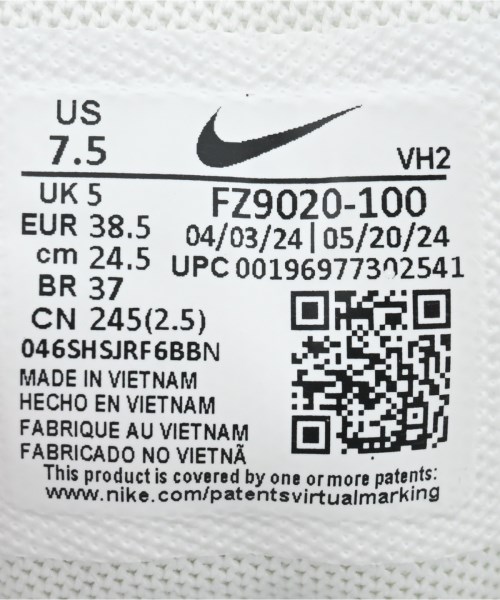 US
7.5
VH2
UK 5
EUR 38.5
cm 24.5
BR 37
CN 245(2.5)
FZ9020-100
04/03/24|05/20/24
UPC 00196977302541
046SHSJRF6BBN
MADE IN VIETNAM
HECHO EN VIETNAM
FABRIQUE AU VIETNAM
FABRICADO NO VIETNÃ
This product is covered by one or more patents:
www.nike.com/patentsvirtualmarking